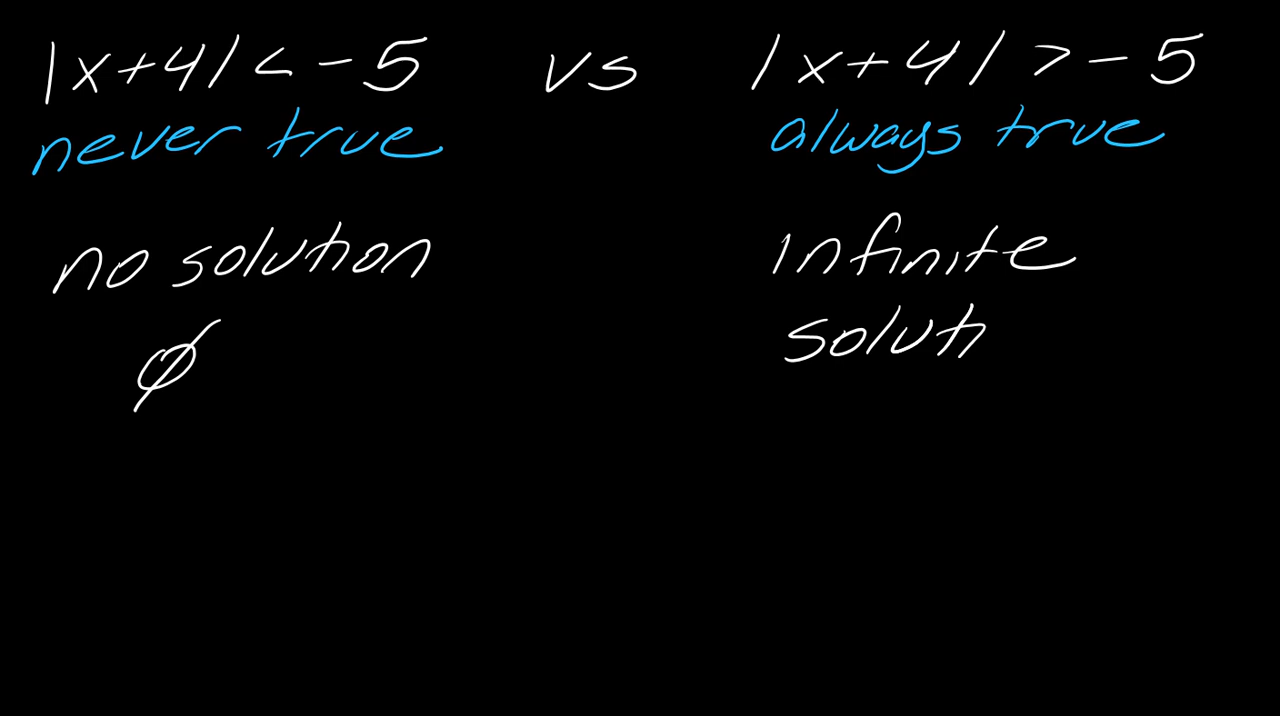 |x+4| < -5 vs |x+4| > -5
never true always true
no solution infinite
∅ soluti